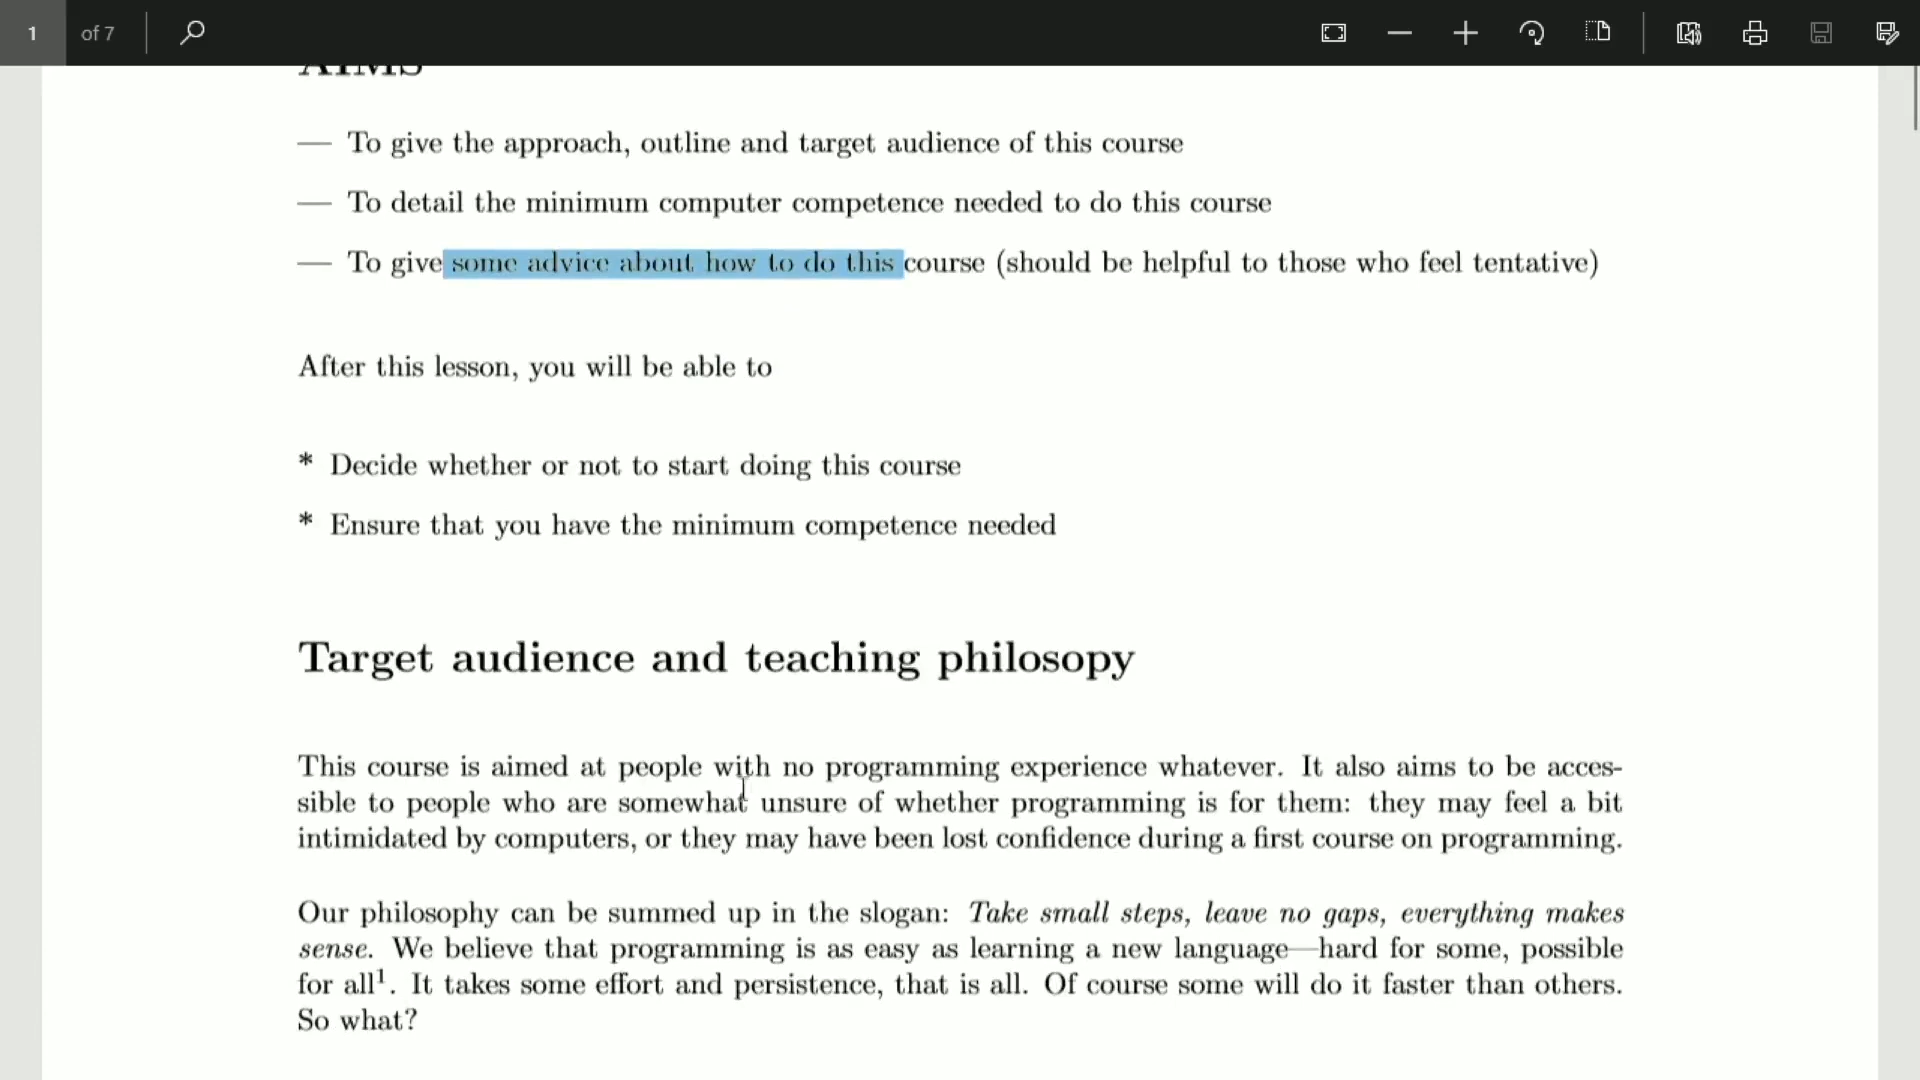 1 of 7
AIMS
— To give the approach, outline and target audience of this course
— To detail the minimum computer competence needed to do this course
— To give some advice about how to do this course (should be helpful to those who feel tentative)
After this lesson, you will be able to
* Decide whether or not to start doing this course
* Ensure that you have the minimum competence needed
Target audience and teaching philosopy
This course is aimed at people with no programming experience whatever. It also aims to be acces-
sible to people who are somewhat unsure of whether programming is for them: they may feel a bit
intimidated by computers, or they may have been lost confidence during a first course on programming.
Our philosophy can be summed up in the slogan: Take small steps, leave no gaps, everything makes
sense. We believe that programming is as easy as learning a new language—hard for some, possible
for all¹. It takes some effort and persistence, that is all. Of course some will do it faster than others.
So what?